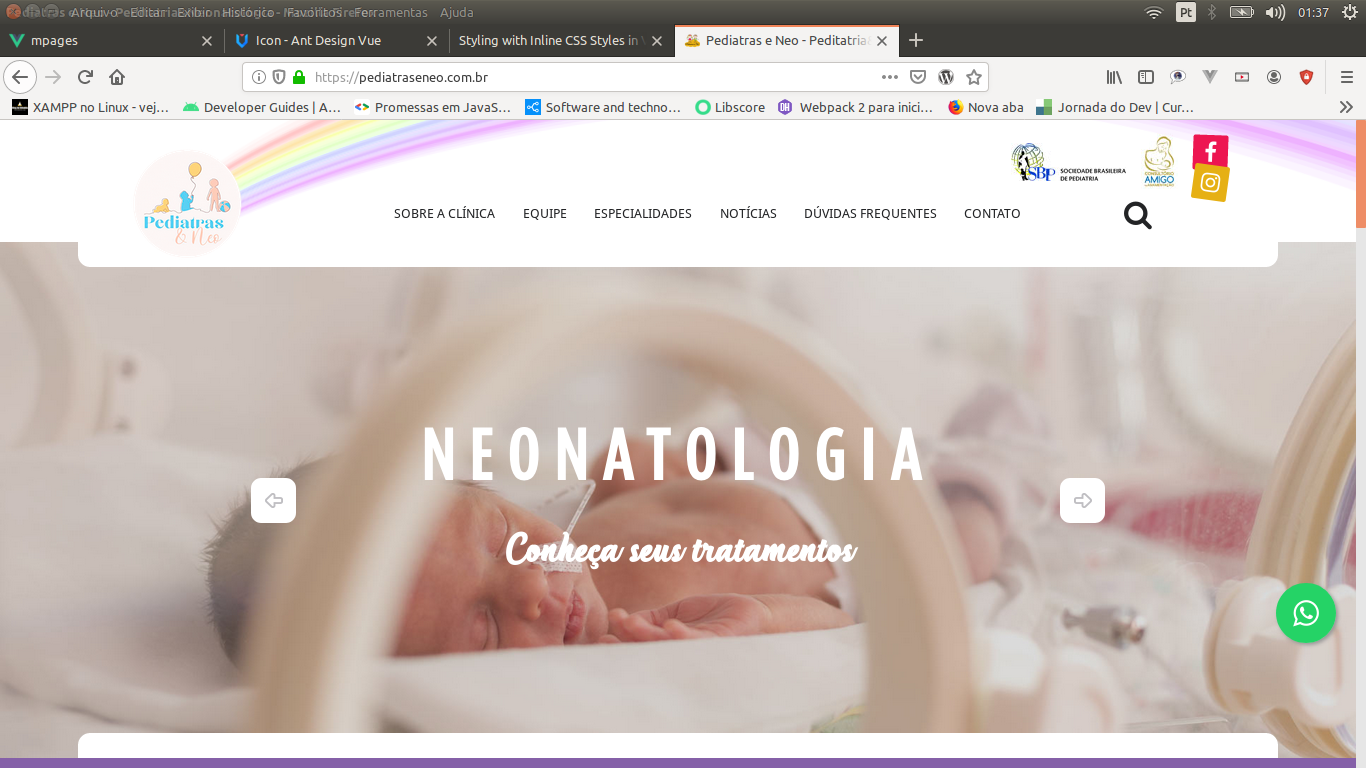 Arquivo Editar Exibir Histórico Favoritos Ferramentas Ajuda
Pt 01:37
mpages
Icon - Ant Design Vue
Styling with Inline CSS Styles in
Pediatras e Neo - Peditatria
https://pediatraseneo.com.br
XAMPP no Linux - vej…
Developer Guides | A…
Promessas em JavaS…
Software and techno…
Libscore
Webpack 2 para inici…
Nova aba
Jornada do Dev | Cur…
Pediatras
& Neo
SBP
SOCIEDADE BRASILEIRA
DE PEDIATRIA
CONSULTÓRIO
AMIGO
SOBRE A CLÍNICA
EQUIPE
ESPECIALIDADES
NOTÍCIAS
DÚVIDAS FREQUENTES
CONTATO
NEONATOLOGIA
Conheça seus tratamentos